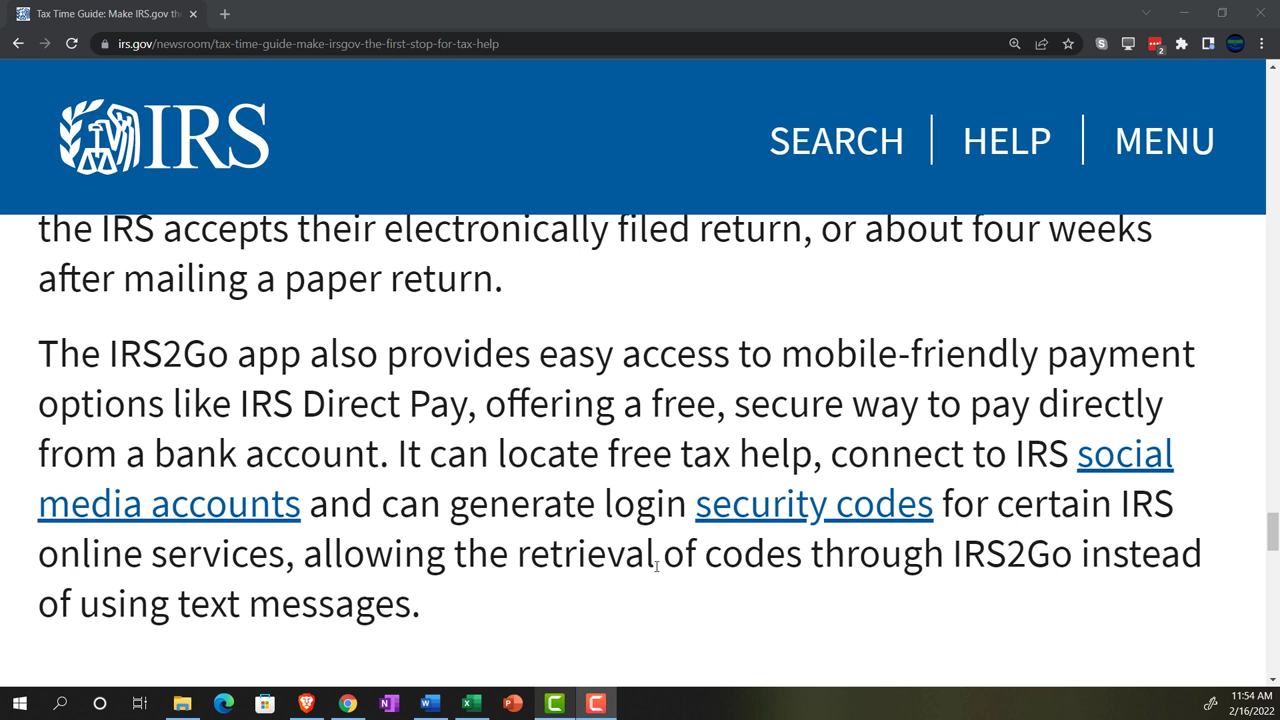 Tax Time Guide: Make IRS.gov the
irs.gov/newsroom/tax-time-guide-make-irsgov-the-first-stop-for-tax-help
2
IRS
SEARCH
HELP
MENU
the IRS accepts their electronically filed return, or about four weeks
after mailing a paper return.
The IRS2Go app also provides easy access to mobile-friendly payment
options like IRS Direct Pay, offering a free, secure way to pay directly
from a bank account. It can locate free tax help, connect to IRS social
media accounts and can generate login security codes for certain IRS
online services, allowing the retrieval of codes through IRS2Go instead
of using text messages.
11:54 AM
2/16/2022